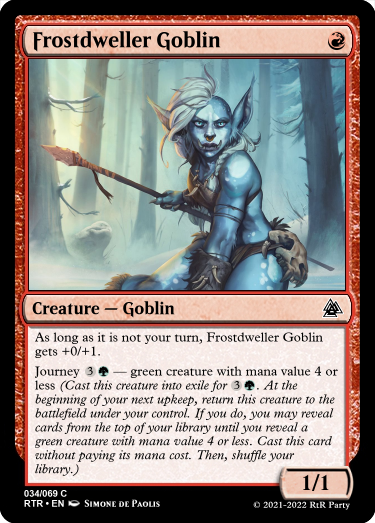 Frostdweller Goblin
Creature — Goblin
As long as it is not your turn, Frostdweller Goblin
gets +0/+1.
Journey 3 — green creature with mana value 4 or
less (Cast this creature into exile for 3 . At the
beginning of your next upkeep, return this creature to the
battlefield under your control. If you do, you may reveal
cards from the top of your library until you reveal a
green creature with mana value 4 or less. Cast this card
without paying its mana cost. Then, shuffle your
library.)
1/1
034/069 C
RTR • EN Simone de Paolis
© 2021-2022 RtR Party